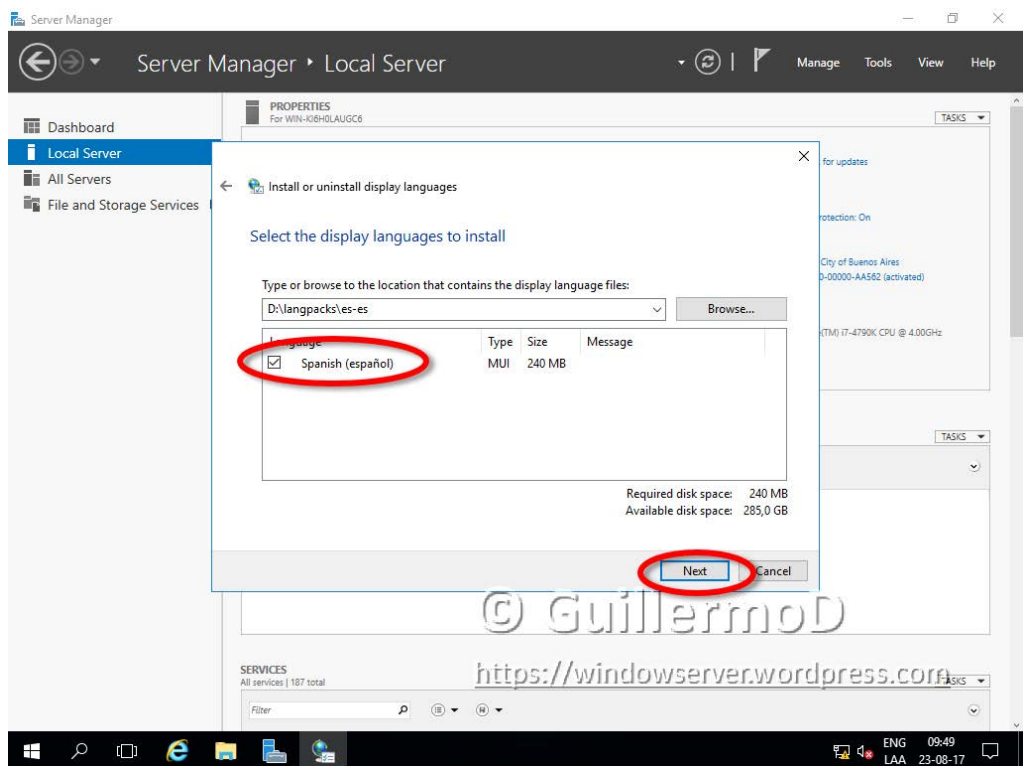 Server Manager
Server Manager ‣ Local Server
Manage Tools View Help
Dashboard
Local Server
All Servers
File and Storage Services
PROPERTIES
For WIN-KI6H0LAUGC6
TASKS
for updates
rotection: On
City of Buenos Aires
0-00000-AA562 (activated)
(TM) i7-4790K CPU @ 4.00GHz
Install or uninstall display languages
Select the display languages to install
Type or browse to the location that contains the display language files:
D:\langpacks\es-es
Browse...
Language Type Size Message
Spanish (español) MUI 240 MB
Required disk space: 240 MB
Available disk space: 285,0 GB
Next Cancel
TASKS
© GuillermoD
https://windowserver.wordpress.com
SERVICES
All services | 187 total
TASKS
Filter
ENG 09:49
LAA 23-08-17